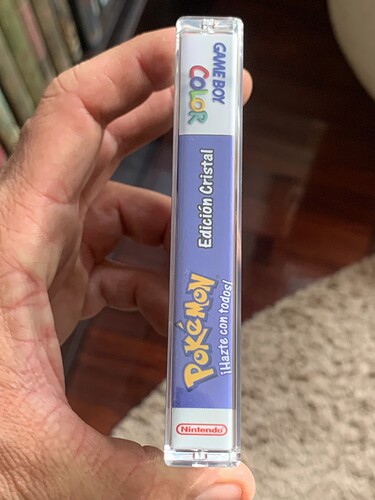 GAME BOY
COLOR
Edición Cristal
POKéMON
¡Hazte con todos!
Nintendo